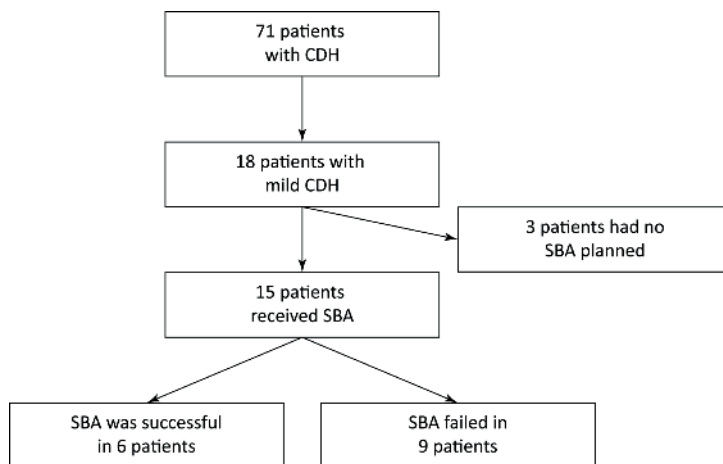 71 patients
with CDH
18 patients with
mild CDH
3 patients had no
SBA planned
15 patients
received SBA
SBA was successful
in 6 patients
SBA failed in
9 patients